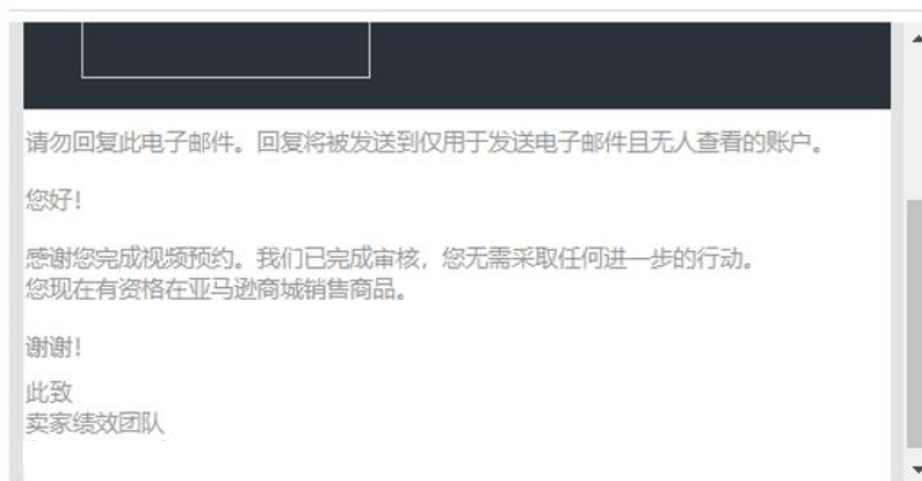 请勿回复此电子邮件。回复将被发送到仅用于发送电子邮件且无人查看的账户。
您好!
感谢您完成视频预约。我们已完成审核,您无需采取任何进一步的行动。
您现在有资格在亚马逊商城销售商品。
谢谢!
此致
卖家绩效团队